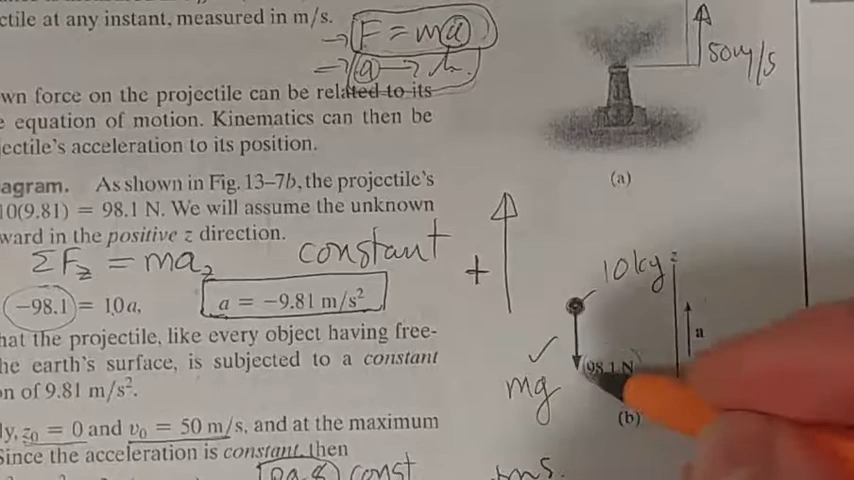 ctile at any instant, measured in m/s.
→ F = ma
→ a → h.
50 m/s
wn force on the projectile can be related to its
e equation of motion. Kinematics can then be
jectile's acceleration to its position.
(a)
agram. As shown in Fig. 13–7b, the projectile's
10(9.81) = 98.1 N. We will assume the unknown
ward in the positive z direction.
ΣFz = maz
constant
+
10kg
z
−98.1 = 10a,
a = −9.81 m/s²
a
hat the projectile, like every object having free-
he earth's surface, is subjected to a constant
n of 9.81 m/s².
98.1 N
mg
(b)
ly, z₀ = 0 and v₀ = 50 m/s, and at the maximum
Since the acceleration is constant, then
const